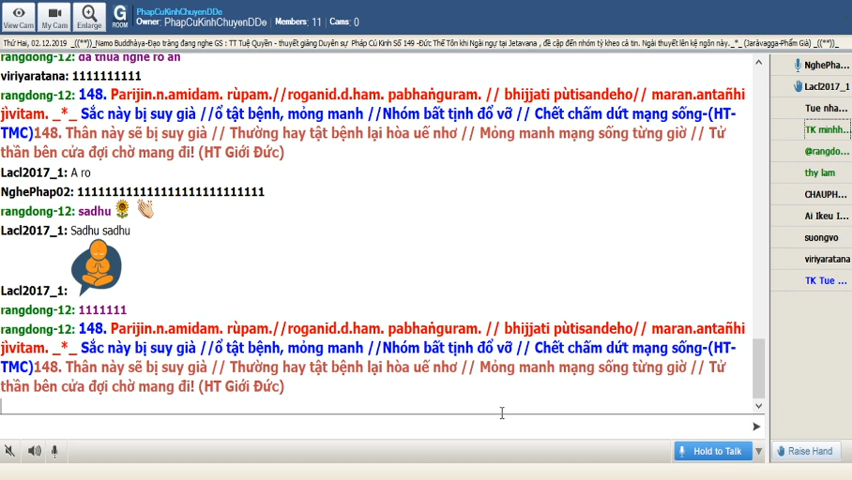 PhapCuKinhChuyenDDe
Owner: PhapCuKinhChuyenDDe Members: 11 Cams: 0
View Cam My Cam Enlarge G ROOM
Thứ Hai, 02.12.2019 _((**)_Namo Buddhàya-Đạo tràng đang nghe GS : TT Tuệ Quyền - thuyết giảng Duyên sự Pháp Cú Kinh Số 149 -Đức Thế Tôn khi Ngài ngự tại Jetavana , đề cập đến nhóm tỳ kheo cả tin. Ngài thuyết lên kệ ngôn này._*_ (Jaràvagga-Phẩm Già) _((**)_
rangdong-12: da thua nghe ro an
viriyaratana: 1111111111
rangdong-12: 148. Parijin.n.amidam. rùpam.//roganid.d.ham. pabhaṅguram. // bhijjati pùtisandeho// maran.antañhi
jìvitam. _*_ Sắc này bị suy già //ổ tật bệnh, mỏng manh //Nhóm bất tịnh đổ vỡ // Chết chấm dứt mạng sống-(HT-
TMC)148. Thân này sẽ bị suy già // Thường hay tật bệnh lại hòa uế nhơ // Mỏng manh mạng sống từng giờ // Tử
thần bên cửa đợi chờ mang đi! (HT Giới Đức)
Lacl2017_1: A ro
NghePhap02: 1111111111111111111111111111
rangdong-12: sadhu
Lacl2017_1: Sadhu sadhu
Lacl2017_1:
rangdong-12: 1111111
rangdong-12: 148. Parijin.n.amidam. rùpam.//roganid.d.ham. pabhaṅguram. // bhijjati pùtisandeho// maran.antañhi
jìvitam. _*_ Sắc này bị suy già //ổ tật bệnh, mỏng manh //Nhóm bất tịnh đổ vỡ // Chết chấm dứt mạng sống-(HT-
TMC)148. Thân này sẽ bị suy già // Thường hay tật bệnh lại hòa uế nhơ // Mỏng manh mạng sống từng giờ // Tử
thần bên cửa đợi chờ mang đi! (HT Giới Đức)
NghePha...
Lacl2017_1
Tue nha...
TK minhh...
@rangdo...
thy lam
CHAUPH...
Ai Ikeu I...
suongvo
viriyaratana
TK Tue ...
Hold to Talk
Raise Hand